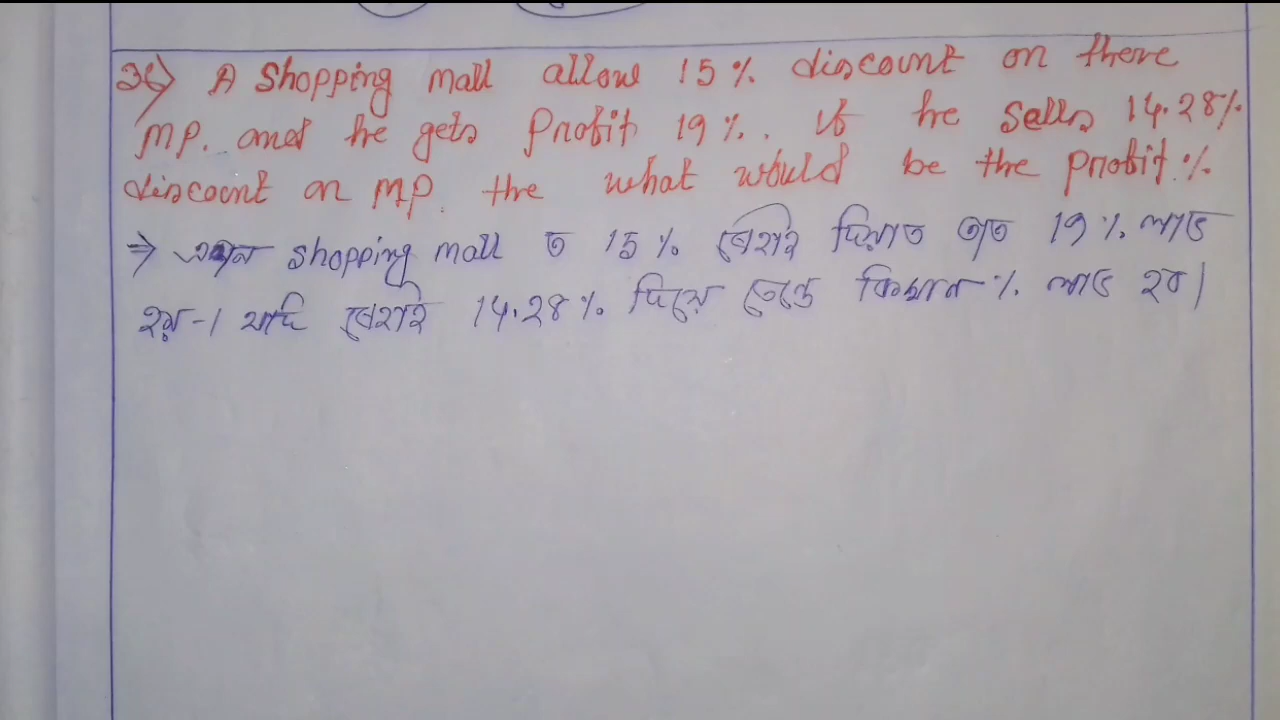 ৩৫) A Shopping mall allow 15% discount on there
MP. and he gets Profit 19%. If he sells 14.28%
discount on MP. the what would be the profit.%
⇒ shopping mall ত 15% ৰেহাই দিয়াত তাত 19% লাভ
হয়-। যদি ৰেহাই 14.28% দিয়ে তেন্তে কিমান% লাভ হব।